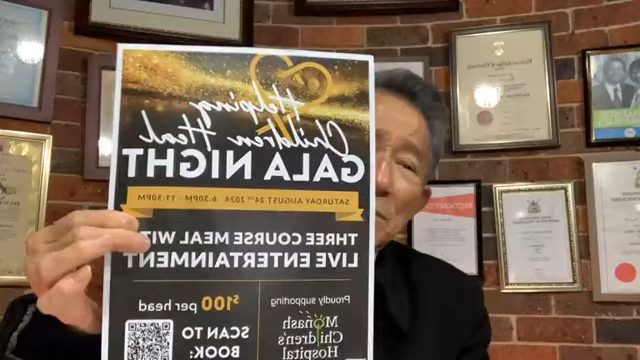 Helping
Children Heal
GALA NIGHT
SATURDAY AUGUST 24TH 2024 6:30PM - 11:30PM
THREE COURSE MEAL WIT
LIVE ENTERTAINMENT
$100 per head
SCAN TO
BOOK:
Proudly supporting
Monash
Children's
Hospital